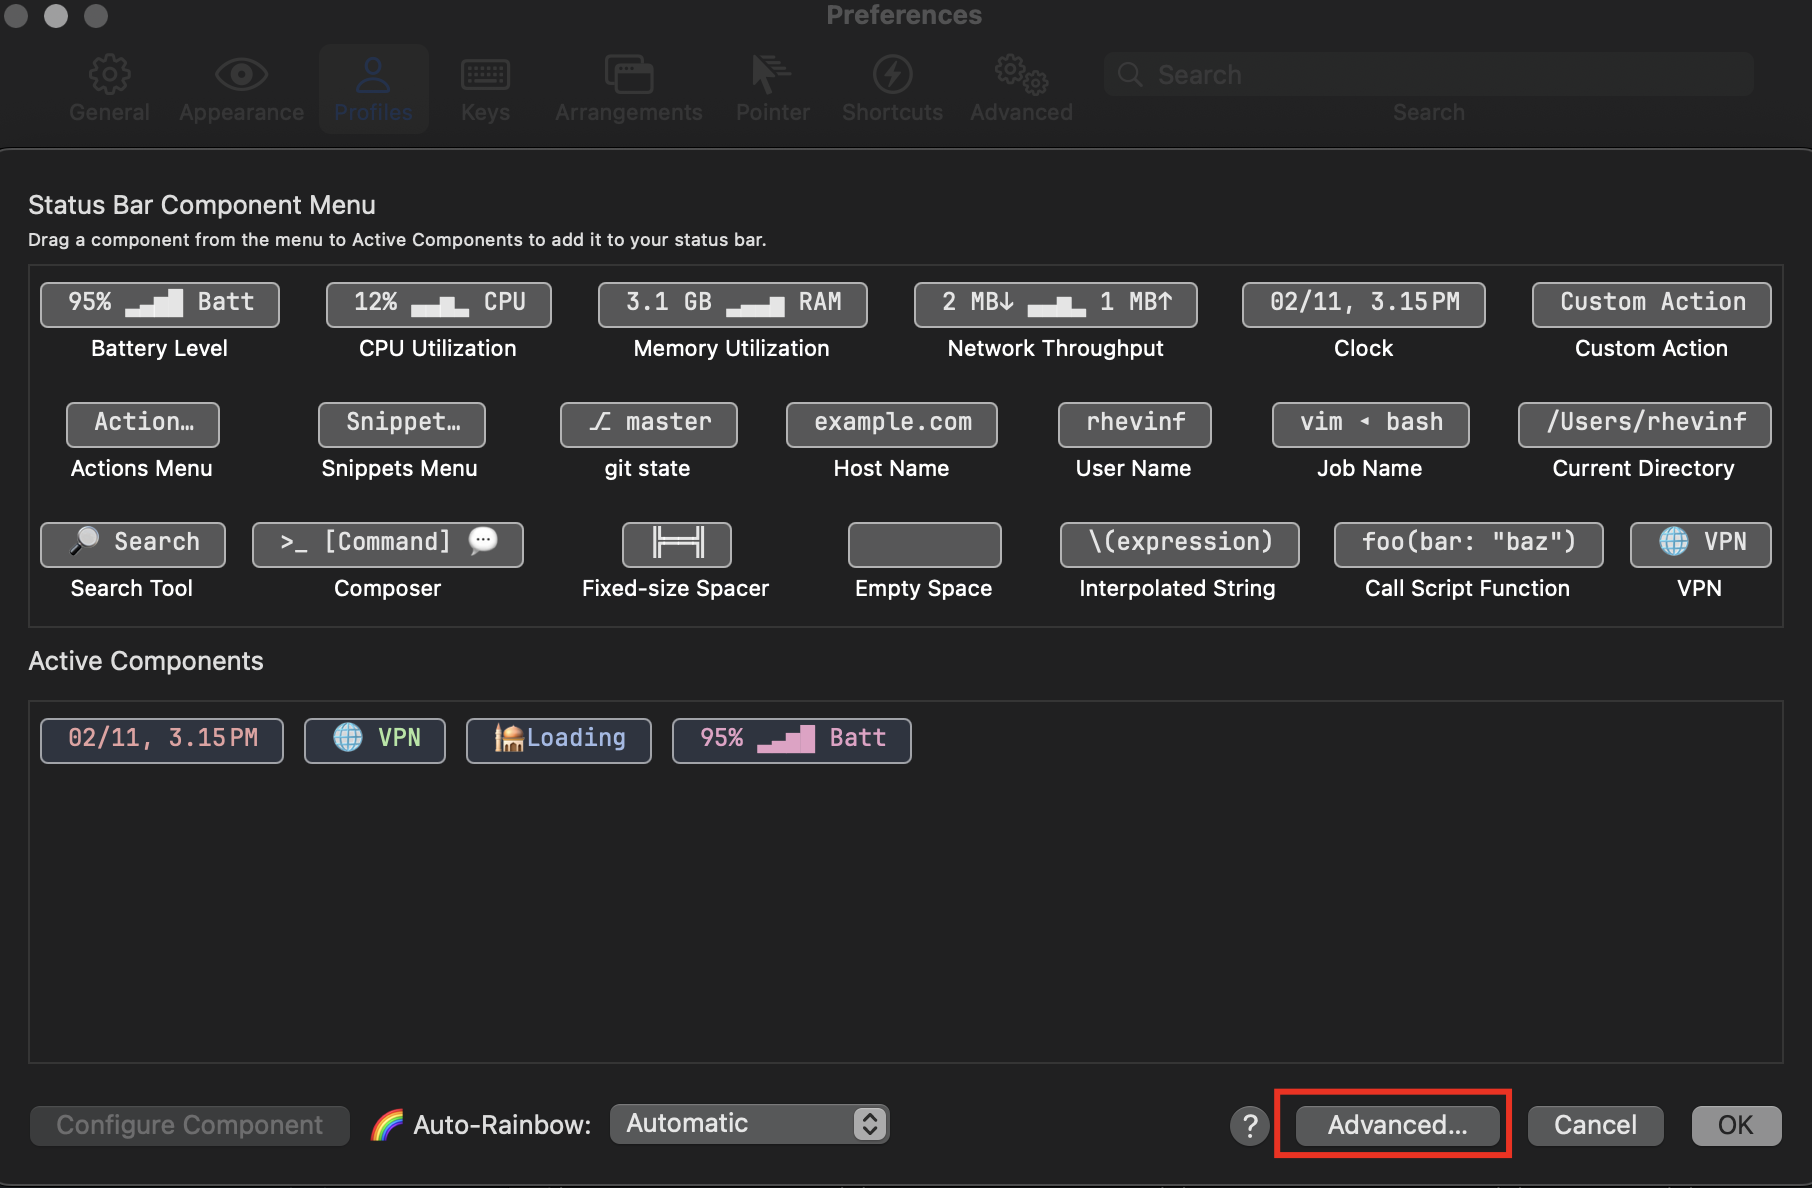 Preferences
General Appearance Profiles Keys Arrangements Pointer Shortcuts Advanced Search
Search
Status Bar Component Menu
Drag a component from the menu to Active Components to add it to your status bar.
95% Batt 12% CPU 3.1 GB RAM 2 MB↓ 1 MB↑ 02/11, 3.15PM Custom Action
Battery Level CPU Utilization Memory Utilization Network Throughput Clock Custom Action
Action… Snippet… master example.com rhevinf vim ◂ bash /Users/rhevinf
Actions Menu Snippets Menu git state Host Name User Name Job Name Current Directory
Search >_ [Command] \(expression) foo(bar: "baz") VPN
Search Tool Composer Fixed-size Spacer Empty Space Interpolated String Call Script Function VPN
Active Components
02/11, 3.15PM VPN Loading 95% Batt
Configure Component Auto-Rainbow: Automatic ? Advanced... Cancel OK